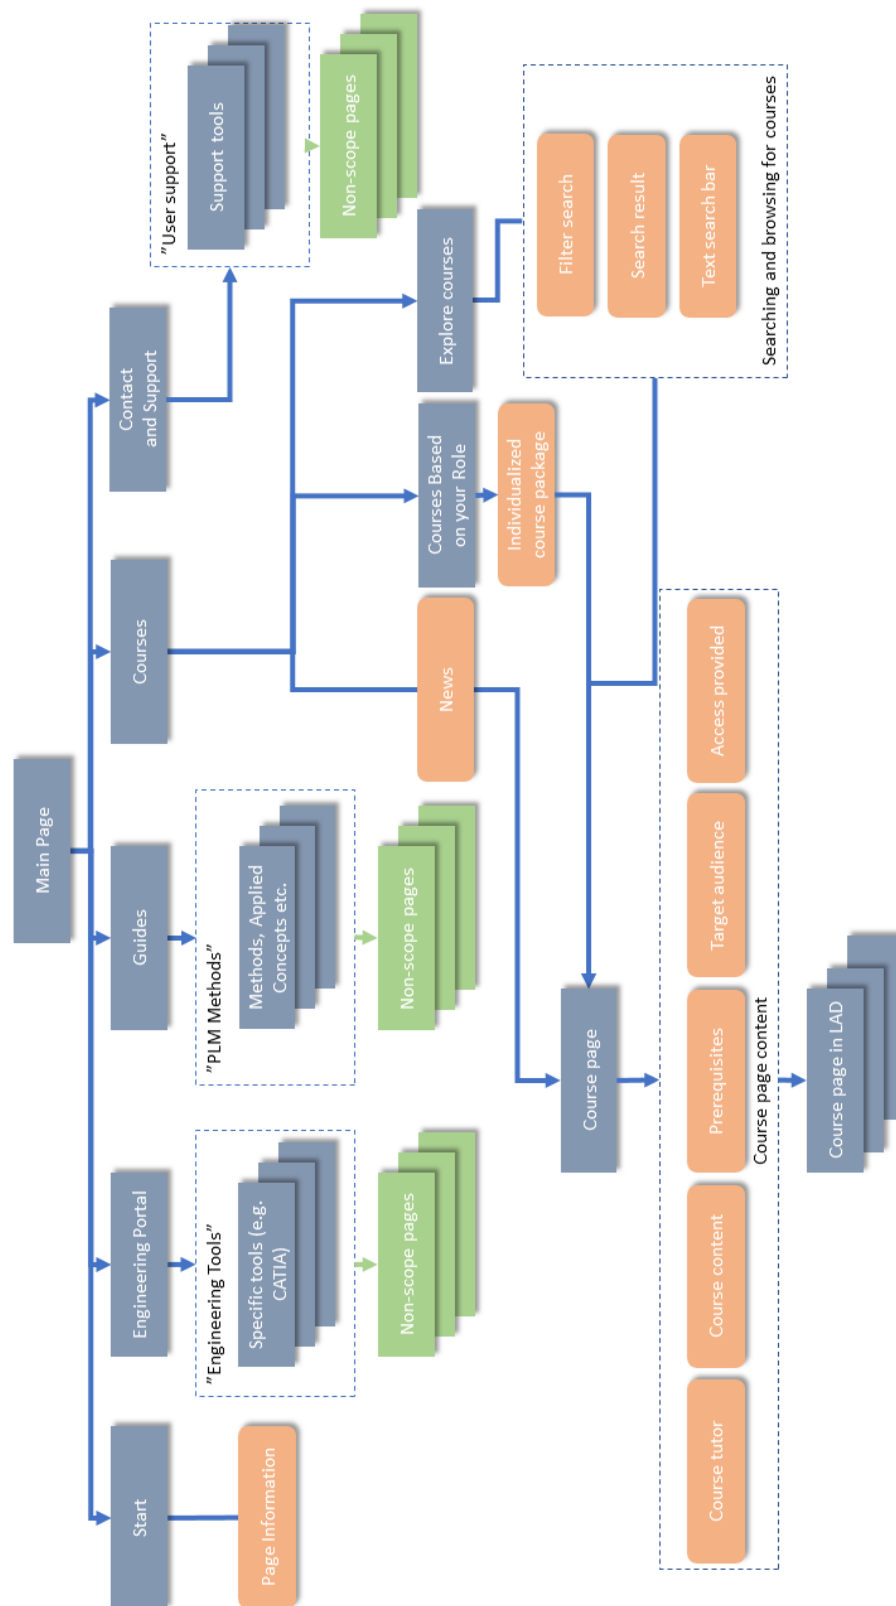 Main Page
Start
Engineering Portal
Guides
Courses
Contact
and Support
Page Information
"Engineering Tools"
Specific tools (e.g.
CATIA)
Non-scope pages
"PLM Methods"
Methods, Applied
Concepts etc.
Non-scope pages
"User support"
Support tools
Non-scope pages
News
Courses Based
on your Role
Explore courses
Individualized
course package
Filter search
Search result
Text search bar
Searching and browsing for courses
Course page
Course tutor
Course content
Prerequisites
Target audience
Access provided
Course page content
Course page in LAD